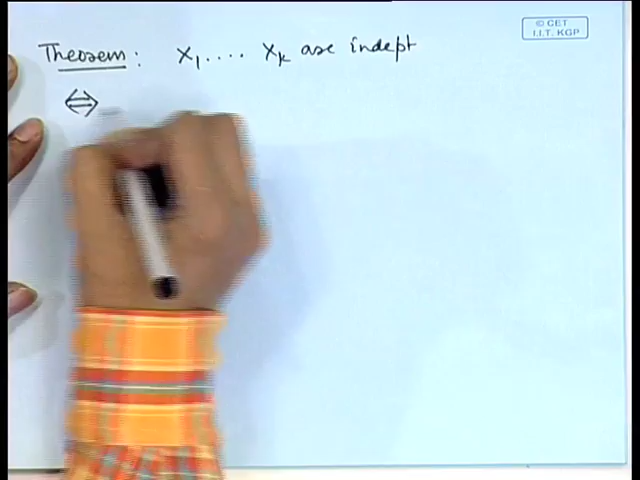 © CET
I.I.T. KGP
Theorem: X₁.... Xₖ are indept
⇔